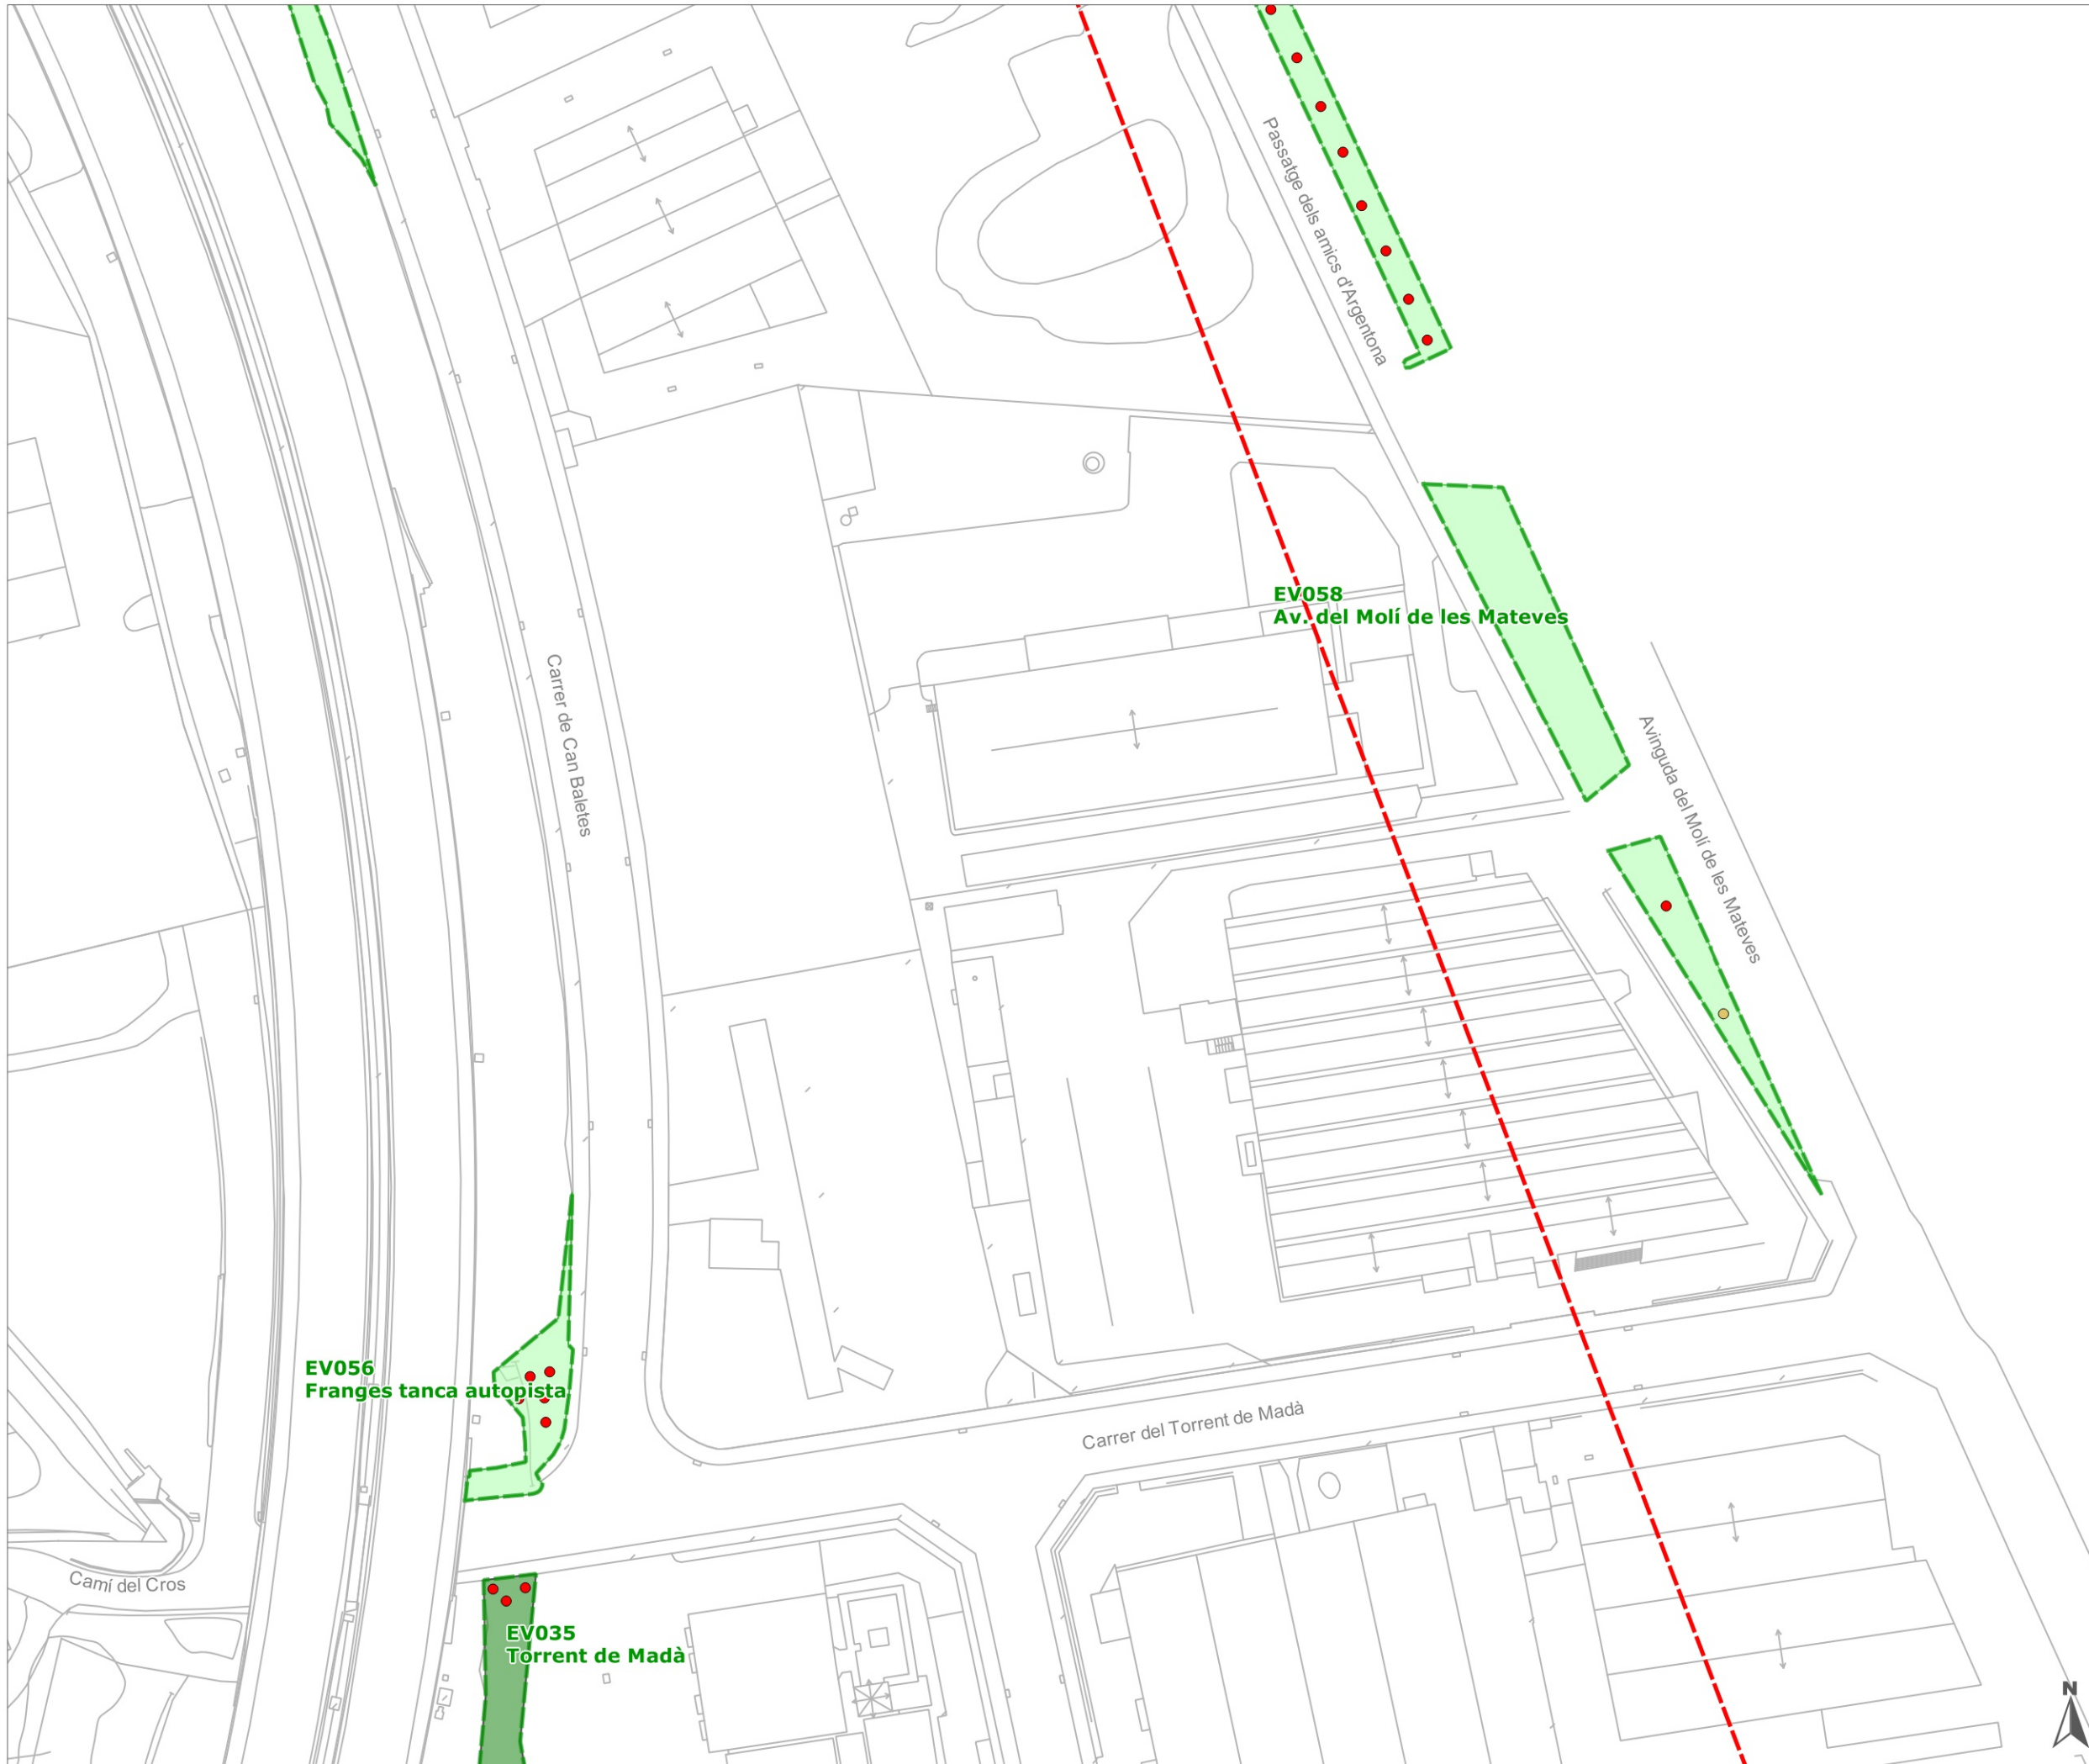 Passatge dels amics d'Argentona
EV058
Av. del Molí de les Mateves
Carrer de Can Baletes
Avinguda del Molí de les Mateves
EV056
Franges tanca autopista
Carrer del Torrent de Madà
Camí del Cros
EV035
Torrent de Madà
N